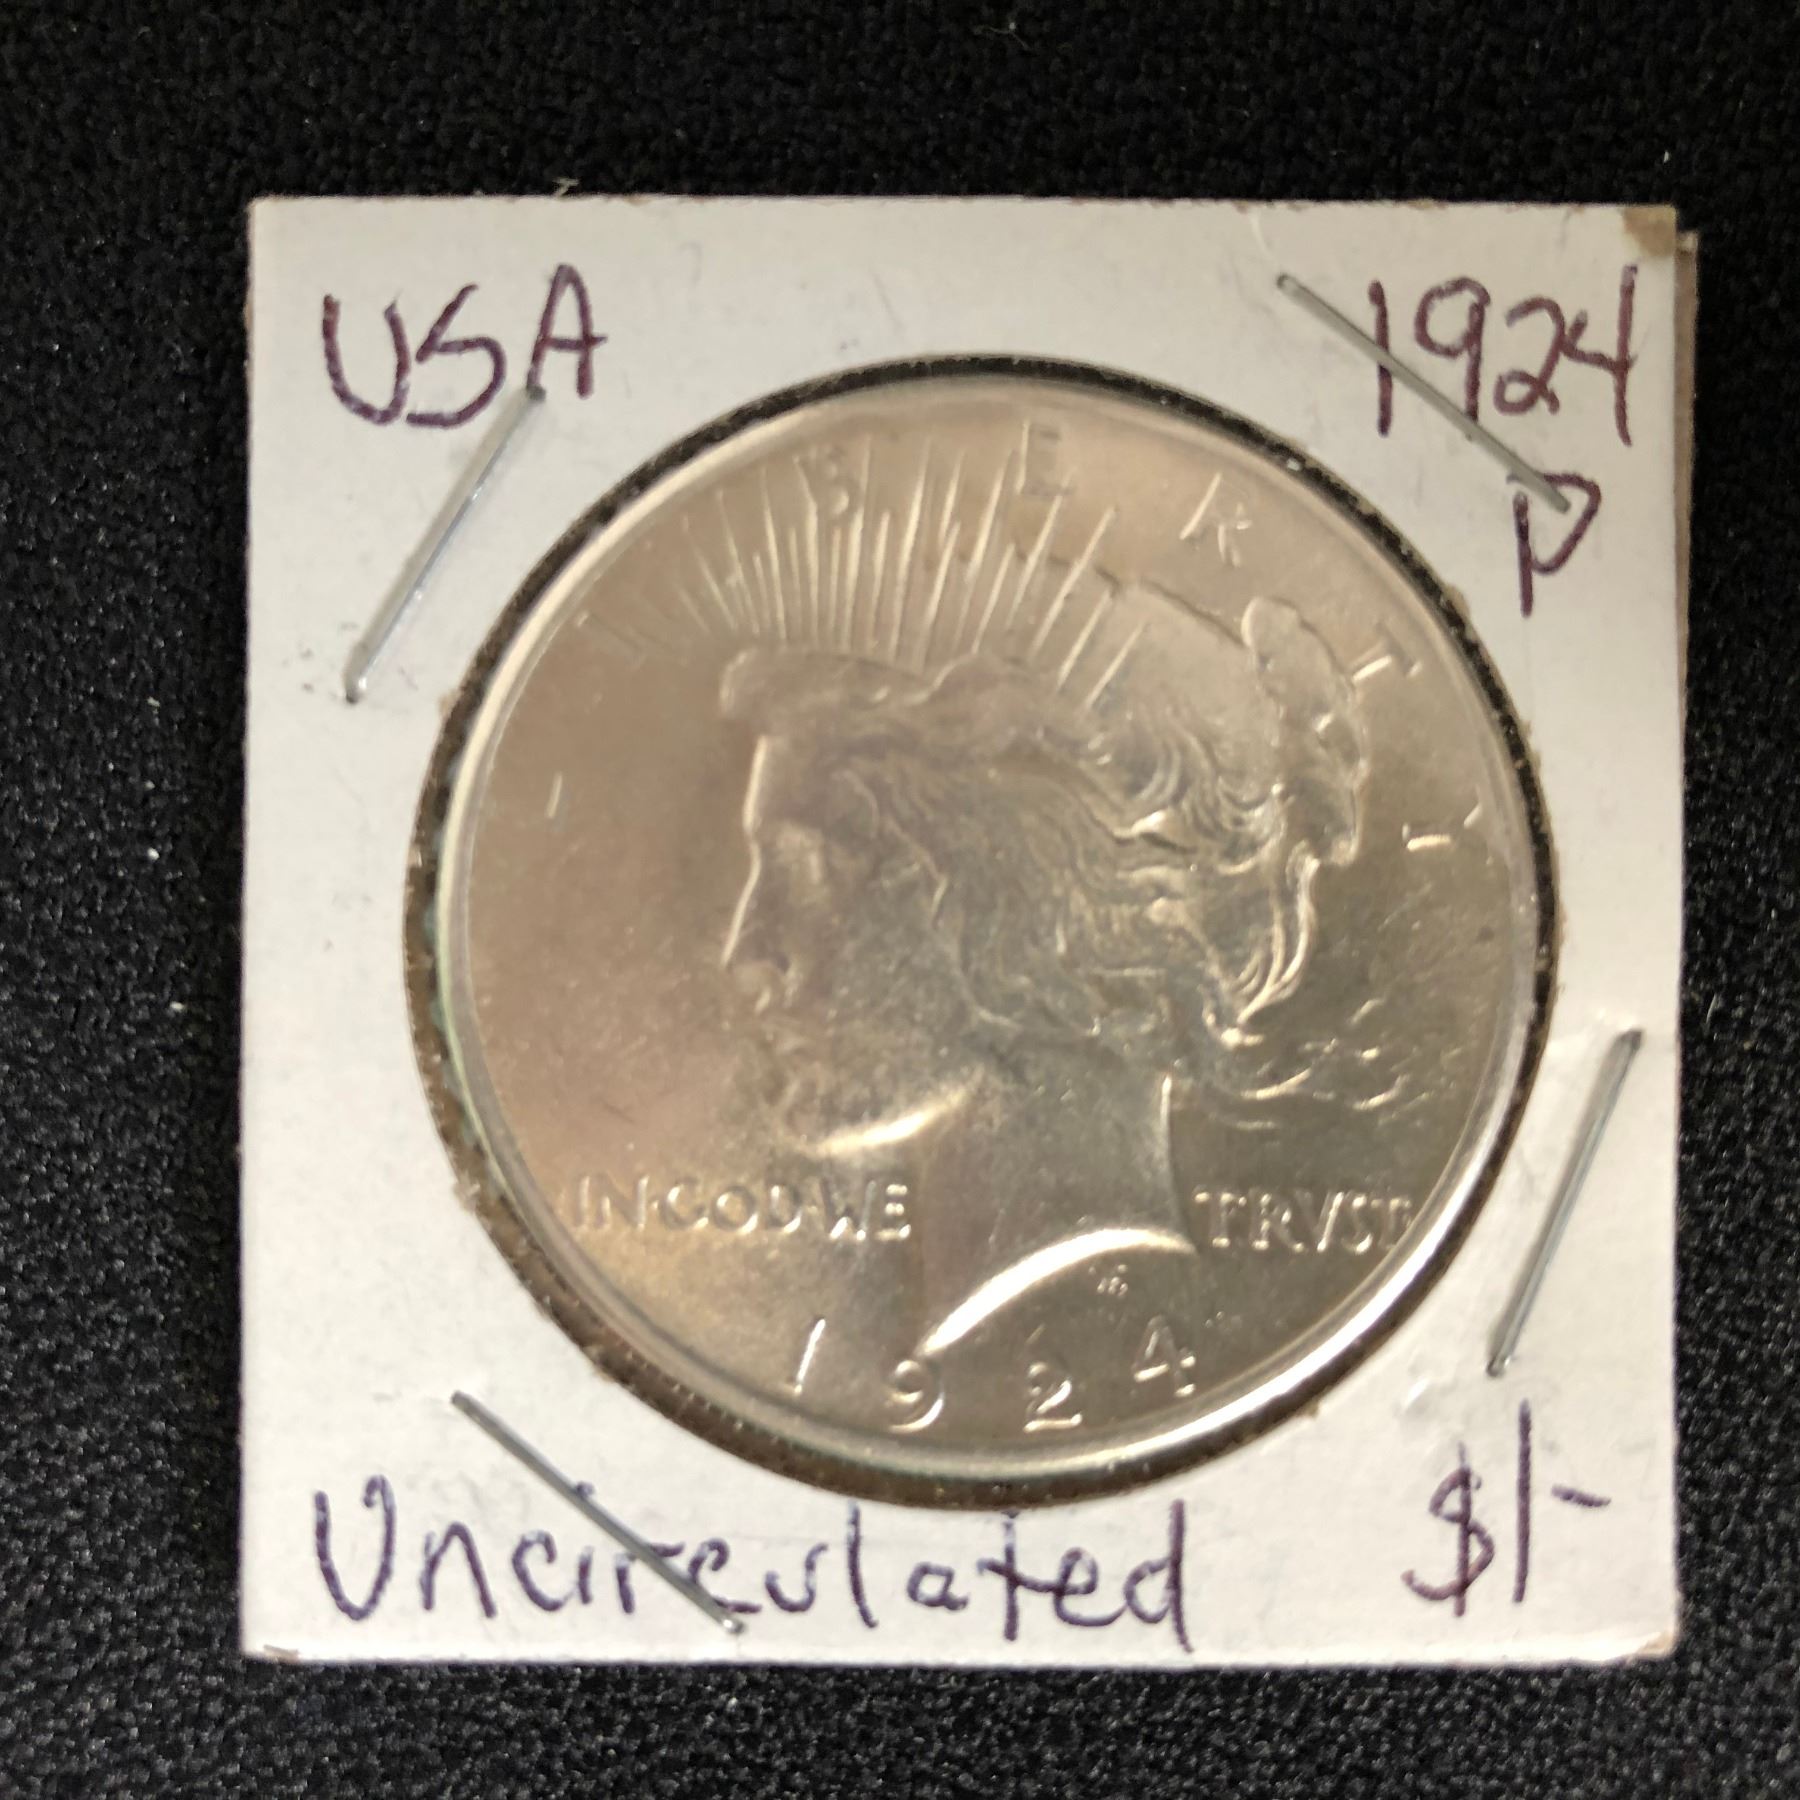 USA 1924
P
LIBERTY
IN·GOD·WE TRVST
1924
Uncirculated $1-